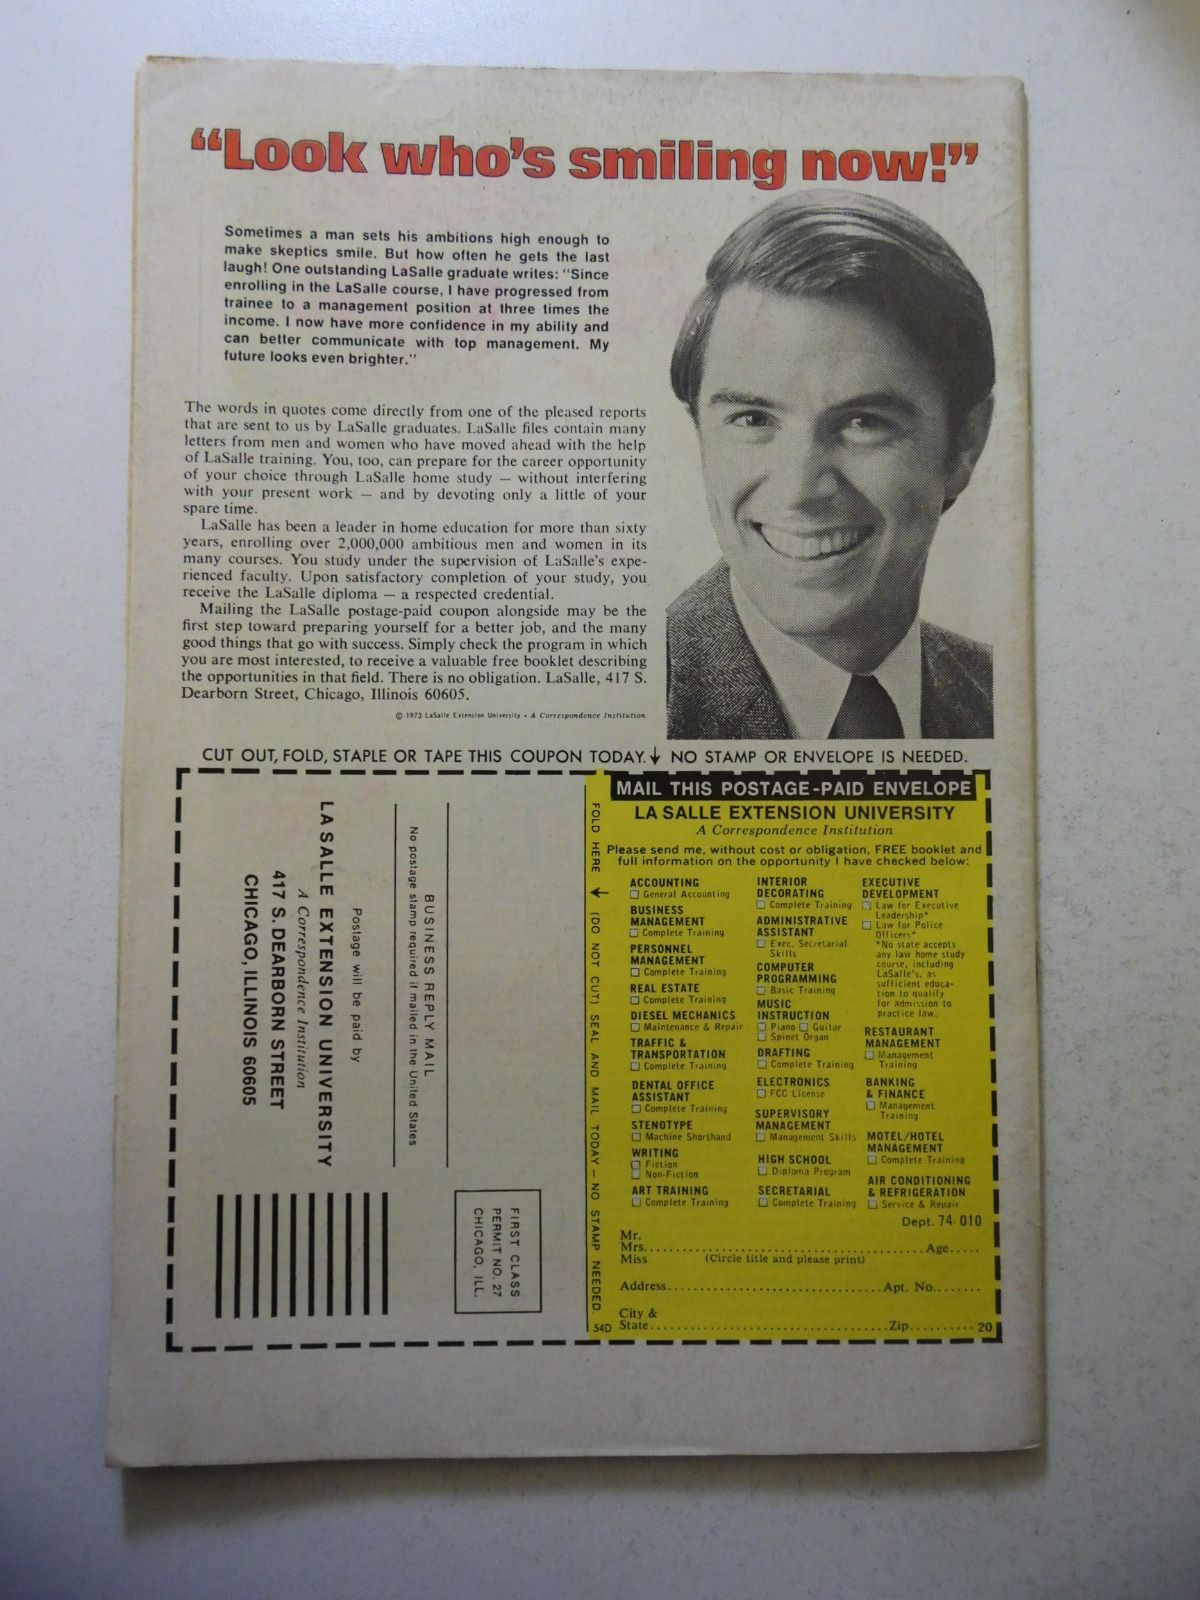 “Look who’s smiling now!”
Sometimes a man sets his ambitions high enough to
make skeptics smile. But how often he gets the last
laugh! One outstanding LaSalle graduate writes: “Since
enrolling in the LaSalle course, I have progressed from
trainee to a management position at three times the
income. I now have more confidence in my ability and
can better communicate with top management. My
future looks even brighter.”
The words in quotes come directly from one of the pleased reports
that are sent to us by LaSalle graduates. LaSalle files contain many
letters from men and women who have moved ahead with the help
of LaSalle training. You, too, can prepare for the career opportunity
of your choice through LaSalle home study — without interfering
with your present work — and by devoting only a little of your
spare time.
LaSalle has been a leader in home education for more than sixty
years, enrolling over 2,000,000 ambitious men and women in its
many courses. You study under the supervision of LaSalle’s expe-
rienced faculty. Upon satisfactory completion of your study, you
receive the LaSalle diploma — a respected credential.
Mailing the LaSalle postage-paid coupon alongside may be the
first step toward preparing yourself for a better job, and the many
good things that go with success. Simply check the program in which
you are most interested, to receive a valuable free booklet describing
the opportunities in that field. There is no obligation. LaSalle, 417 S.
Dearborn Street, Chicago, Illinois 60605.
© 1973 LaSalle Extension University • A Correspondence Institution
CUT OUT, FOLD, STAPLE OR TAPE THIS COUPON TODAY. ↓ NO STAMP OR ENVELOPE IS NEEDED.
FIRST CLASS
PERMIT NO. 27
CHICAGO, ILL.
BUSINESS REPLY MAIL
No postage stamp required if mailed in the United States
Postage will be paid by
LA SALLE EXTENSION UNIVERSITY
A Correspondence Institution
417 S. DEARBORN STREET
CHICAGO, ILLINOIS 60605
FOLD HERE ← (DO NOT CUT) SEAL AND MAIL TODAY — NO STAMP NEEDED.
54D
MAIL THIS POSTAGE-PAID ENVELOPE
LA SALLE EXTENSION UNIVERSITY
A Correspondence Institution
Please send me, without cost or obligation, FREE booklet and
full information on the opportunity I have checked below:
ACCOUNTING
☐ General Accounting
BUSINESS
MANAGEMENT
☐ Complete Training
PERSONNEL
MANAGEMENT
☐ Complete Training
REAL ESTATE
☐ Complete Training
DIESEL MECHANICS
☐ Maintenance & Repair
TRAFFIC &
TRANSPORTATION
☐ Complete Training
DENTAL OFFICE
ASSISTANT
☐ Complete Training
STENOTYPE
☐ Machine Shorthand
WRITING
☐ Fiction
☐ Non-Fiction
ART TRAINING
☐ Complete Training
INTERIOR
DECORATING
☐ Complete Training
ADMINISTRATIVE
ASSISTANT
☐ Exec. Secretarial
Skills
COMPUTER
PROGRAMMING
☐ Basic Training
MUSIC
INSTRUCTION
☐ Piano ☐ Guitar
☐ Spinet Organ
DRAFTING
☐ Complete Training
ELECTRONICS
☐ FCC License
SUPERVISORY
MANAGEMENT
☐ Management Skills
HIGH SCHOOL
☐ Diploma Program
SECRETARIAL
☐ Complete Training
EXECUTIVE
DEVELOPMENT
☐ Law for Executive
Leadership*
☐ Law for Police
Officers*
*No state accepts
any law home study
course, including
LaSalle’s, as
sufficient educa-
tion to qualify
for admission to
practice law.
RESTAURANT
MANAGEMENT
☐ Management
Training
BANKING
& FINANCE
☐ Management
Training
MOTEL/HOTEL
MANAGEMENT
☐ Complete Training
AIR CONDITIONING
& REFRIGERATION
☐ Service & Repair
Dept. 74-010
Mr.
Mrs. Age
Miss (Circle title and please print)
Address Apt. No.
City &
State Zip 20